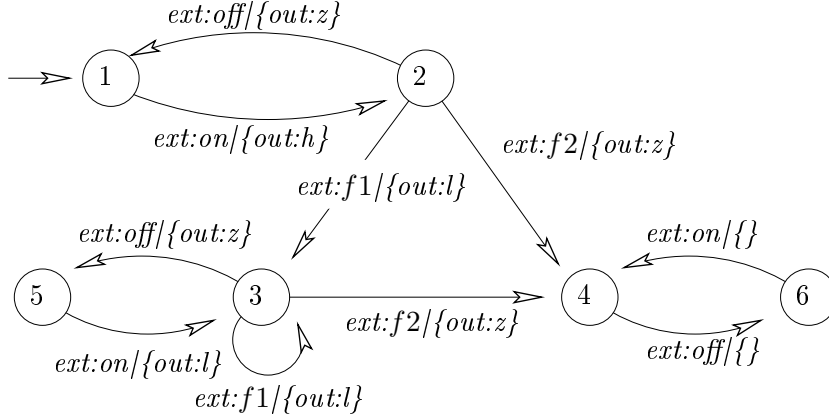 ext:off|{out:z}
1
2
ext:on|{out:h}
ext:f2|{out:z}
ext:f1|{out:l}
ext:off|{out:z}
ext:on|{}
5
3
4
6
ext:f2|{out:z}
ext:on|{out:l}
ext:off|{}
ext:f1|{out:l}